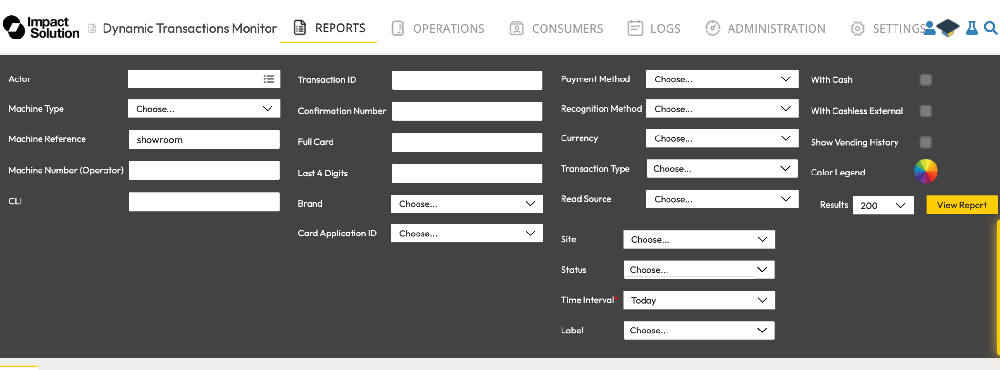 Impact
Solution
Dynamic Transactions Monitor
REPORTS
OPERATIONS
CONSUMERS
LOGS
ADMINISTRATION
SETTINGS
Actor
Machine Type Choose...
Machine Reference showroom
Machine Number (Operator)
CLI
Transaction ID
Confirmation Number
Full Card
Last 4 Digits
Brand Choose...
Card Application ID Choose...
Payment Method Choose...
Recognition Method Choose...
Currency Choose...
Transaction Type Choose...
Read Source Choose...
Site Choose...
Status Choose...
Time Interval* Today
Label Choose...
With Cash
With Cashless External
Show Vending History
Color Legend
Results 200 View Report